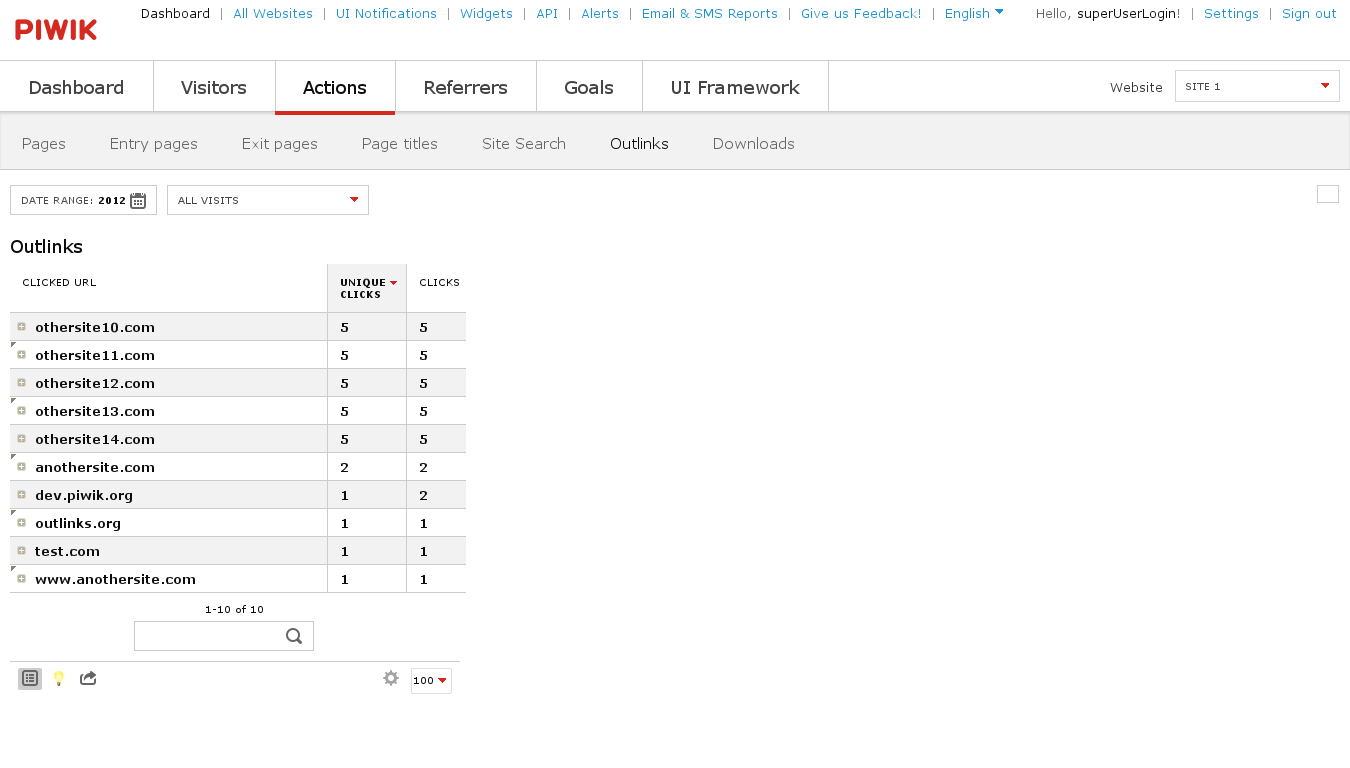 PIWIK
Dashboard | All Websites | UI Notifications | Widgets | API | Alerts | Email & SMS Reports | Give us Feedback! | English Hello, superUserLogin! | Settings | Sign out
Dashboard Visitors Actions Referrers Goals UI Framework Website SITE 1
Pages Entry pages Exit pages Page titles Site Search Outlinks Downloads
DATE RANGE: 2012 ALL VISITS
Outlinks
CLICKED URL UNIQUE CLICKS CLICKS
othersite10.com 5 5
othersite11.com 5 5
othersite12.com 5 5
othersite13.com 5 5
othersite14.com 5 5
anothersite.com 2 2
dev.piwik.org 1 2
outlinks.org 1 1
test.com 1 1
www.anothersite.com 1 1
1-10 of 10
100